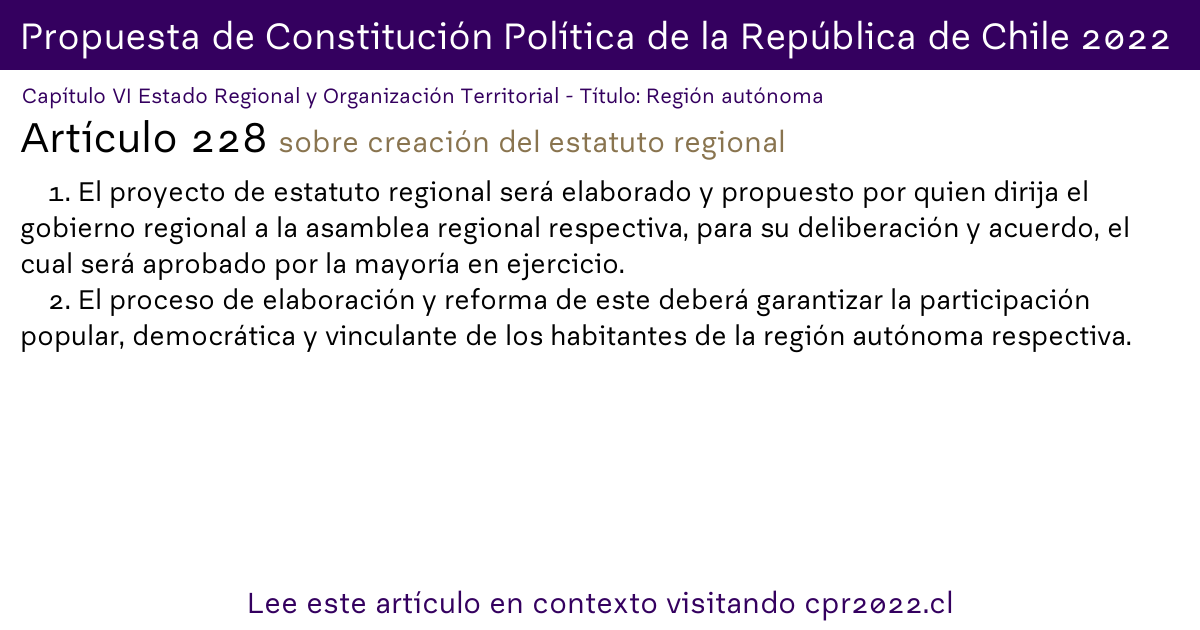 Propuesta de Constitución Política de la República de Chile 2022
Capítulo VI Estado Regional y Organización Territorial - Título: Región autónoma
Artículo 228 sobre creación del estatuto regional
1. El proyecto de estatuto regional será elaborado y propuesto por quien dirija el
gobierno regional a la asamblea regional respectiva, para su deliberación y acuerdo, el
cual será aprobado por la mayoría en ejercicio.
2. El proceso de elaboración y reforma de este deberá garantizar la participación
popular, democrática y vinculante de los habitantes de la región autónoma respectiva.
Lee este artículo en contexto visitando cpr2022.cl